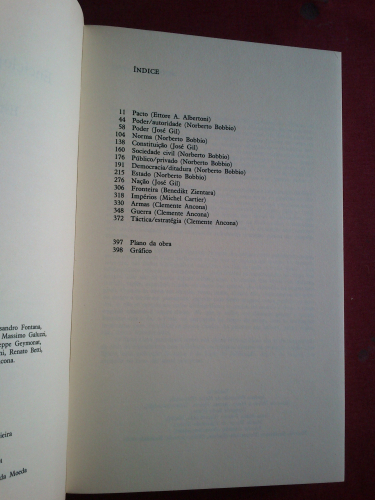 ÍNDICE
11 Pacto (Ettore A. Albertoni)
44 Poder/autoridade (Norberto Bobbio)
58 Poder (José Gil)
104 Norma (Norberto Bobbio)
138 Constituição (José Gil)
160 Sociedade civil (Norberto Bobbio)
176 Público/privado (Norberto Bobbio)
191 Democracia/ditadura (Norberto Bobbio)
215 Estado (Norberto Bobbio)
276 Nação (José Gil)
306 Fronteira (Benedikt Zientara)
318 Impérios (Michel Cartier)
330 Armas (Clemente Ancona)
348 Guerra (Clemente Ancona)
372 Táctica/estratégia (Clemente Ancona)
397 Plano da obra
398 Gráfico
ssandro Fontana,
Massimo Galuzzi,
eppe Geymonat,
ni, Renato Betti,
ncona.
ieira
da Moeda